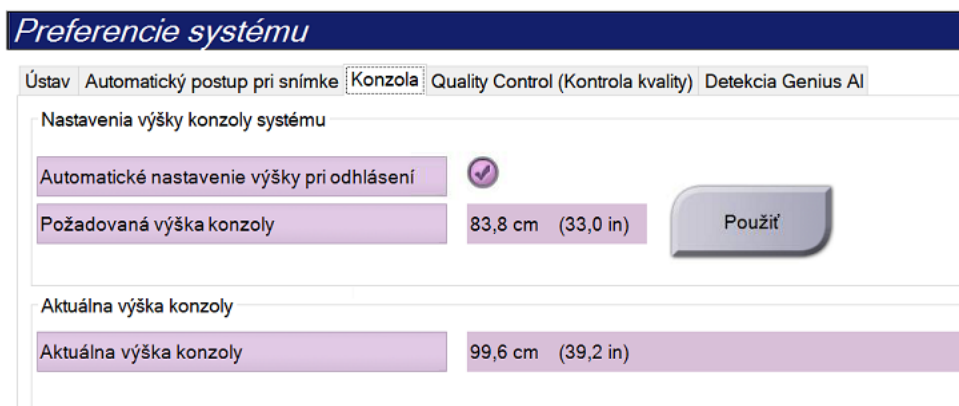 Preferencie systému
Ústav Automatický postup pri snímke Konzola Quality Control (Kontrola kvality) Detekcia Genius AI
Nastavenia výšky konzoly systému
Automatické nastavenie výšky pri odhlásení
Požadovaná výška konzoly 83,8 cm (33,0 in) Použiť
Aktuálna výška konzoly
Aktuálna výška konzoly 99,6 cm (39,2 in)